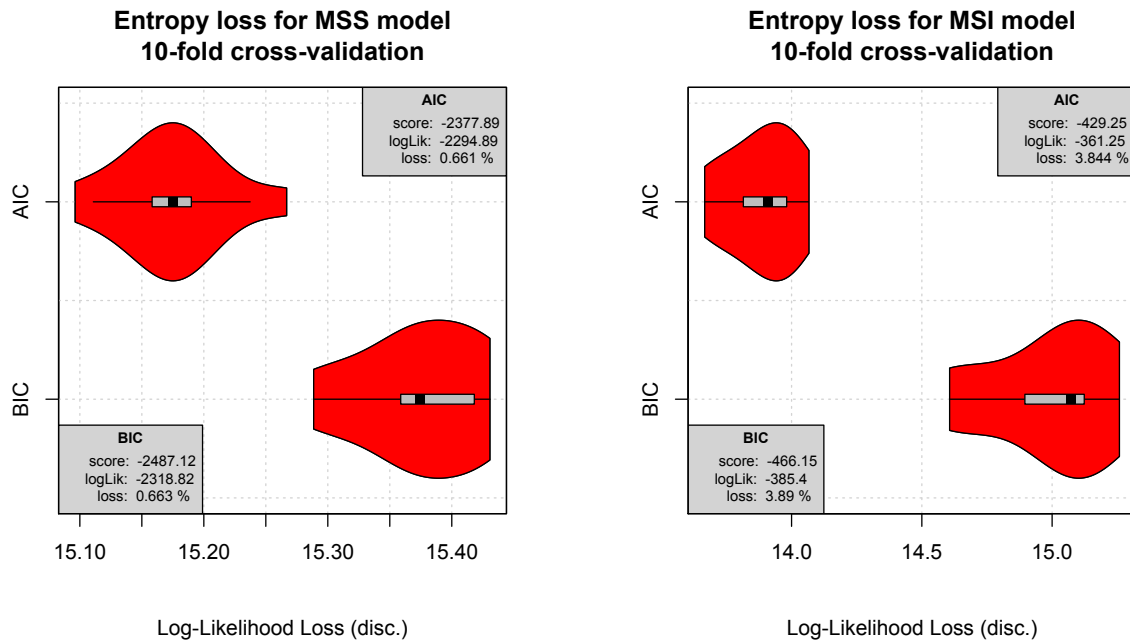 Entropy loss for MSS model
10-fold cross-validation
AIC
score: -2377.89
logLik: -2294.89
loss: 0.661 %
AIC
BIC
BIC
score: -2487.12
logLik: -2318.82
loss: 0.663 %
15.10 15.20 15.30 15.40
Log-Likelihood Loss (disc.)
Entropy loss for MSI model
10-fold cross-validation
AIC
score: -429.25
logLik: -361.25
loss: 3.844 %
AIC
BIC
BIC
score: -466.15
logLik: -385.4
loss: 3.89 %
14.0 14.5 15.0
Log-Likelihood Loss (disc.)